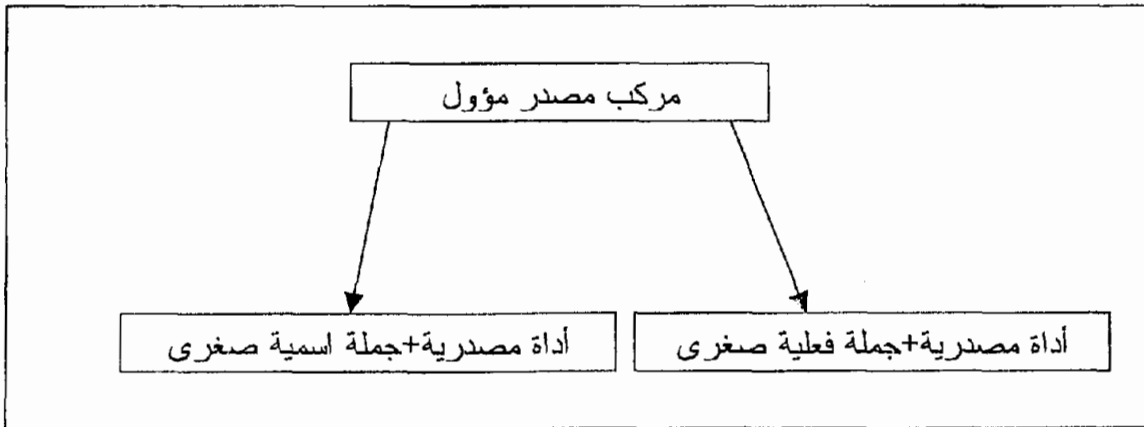 مركب مصدر مؤول
أداة مصدرية+جملة فعلية صغرى
أداة مصدرية+جملة اسمية صغرى